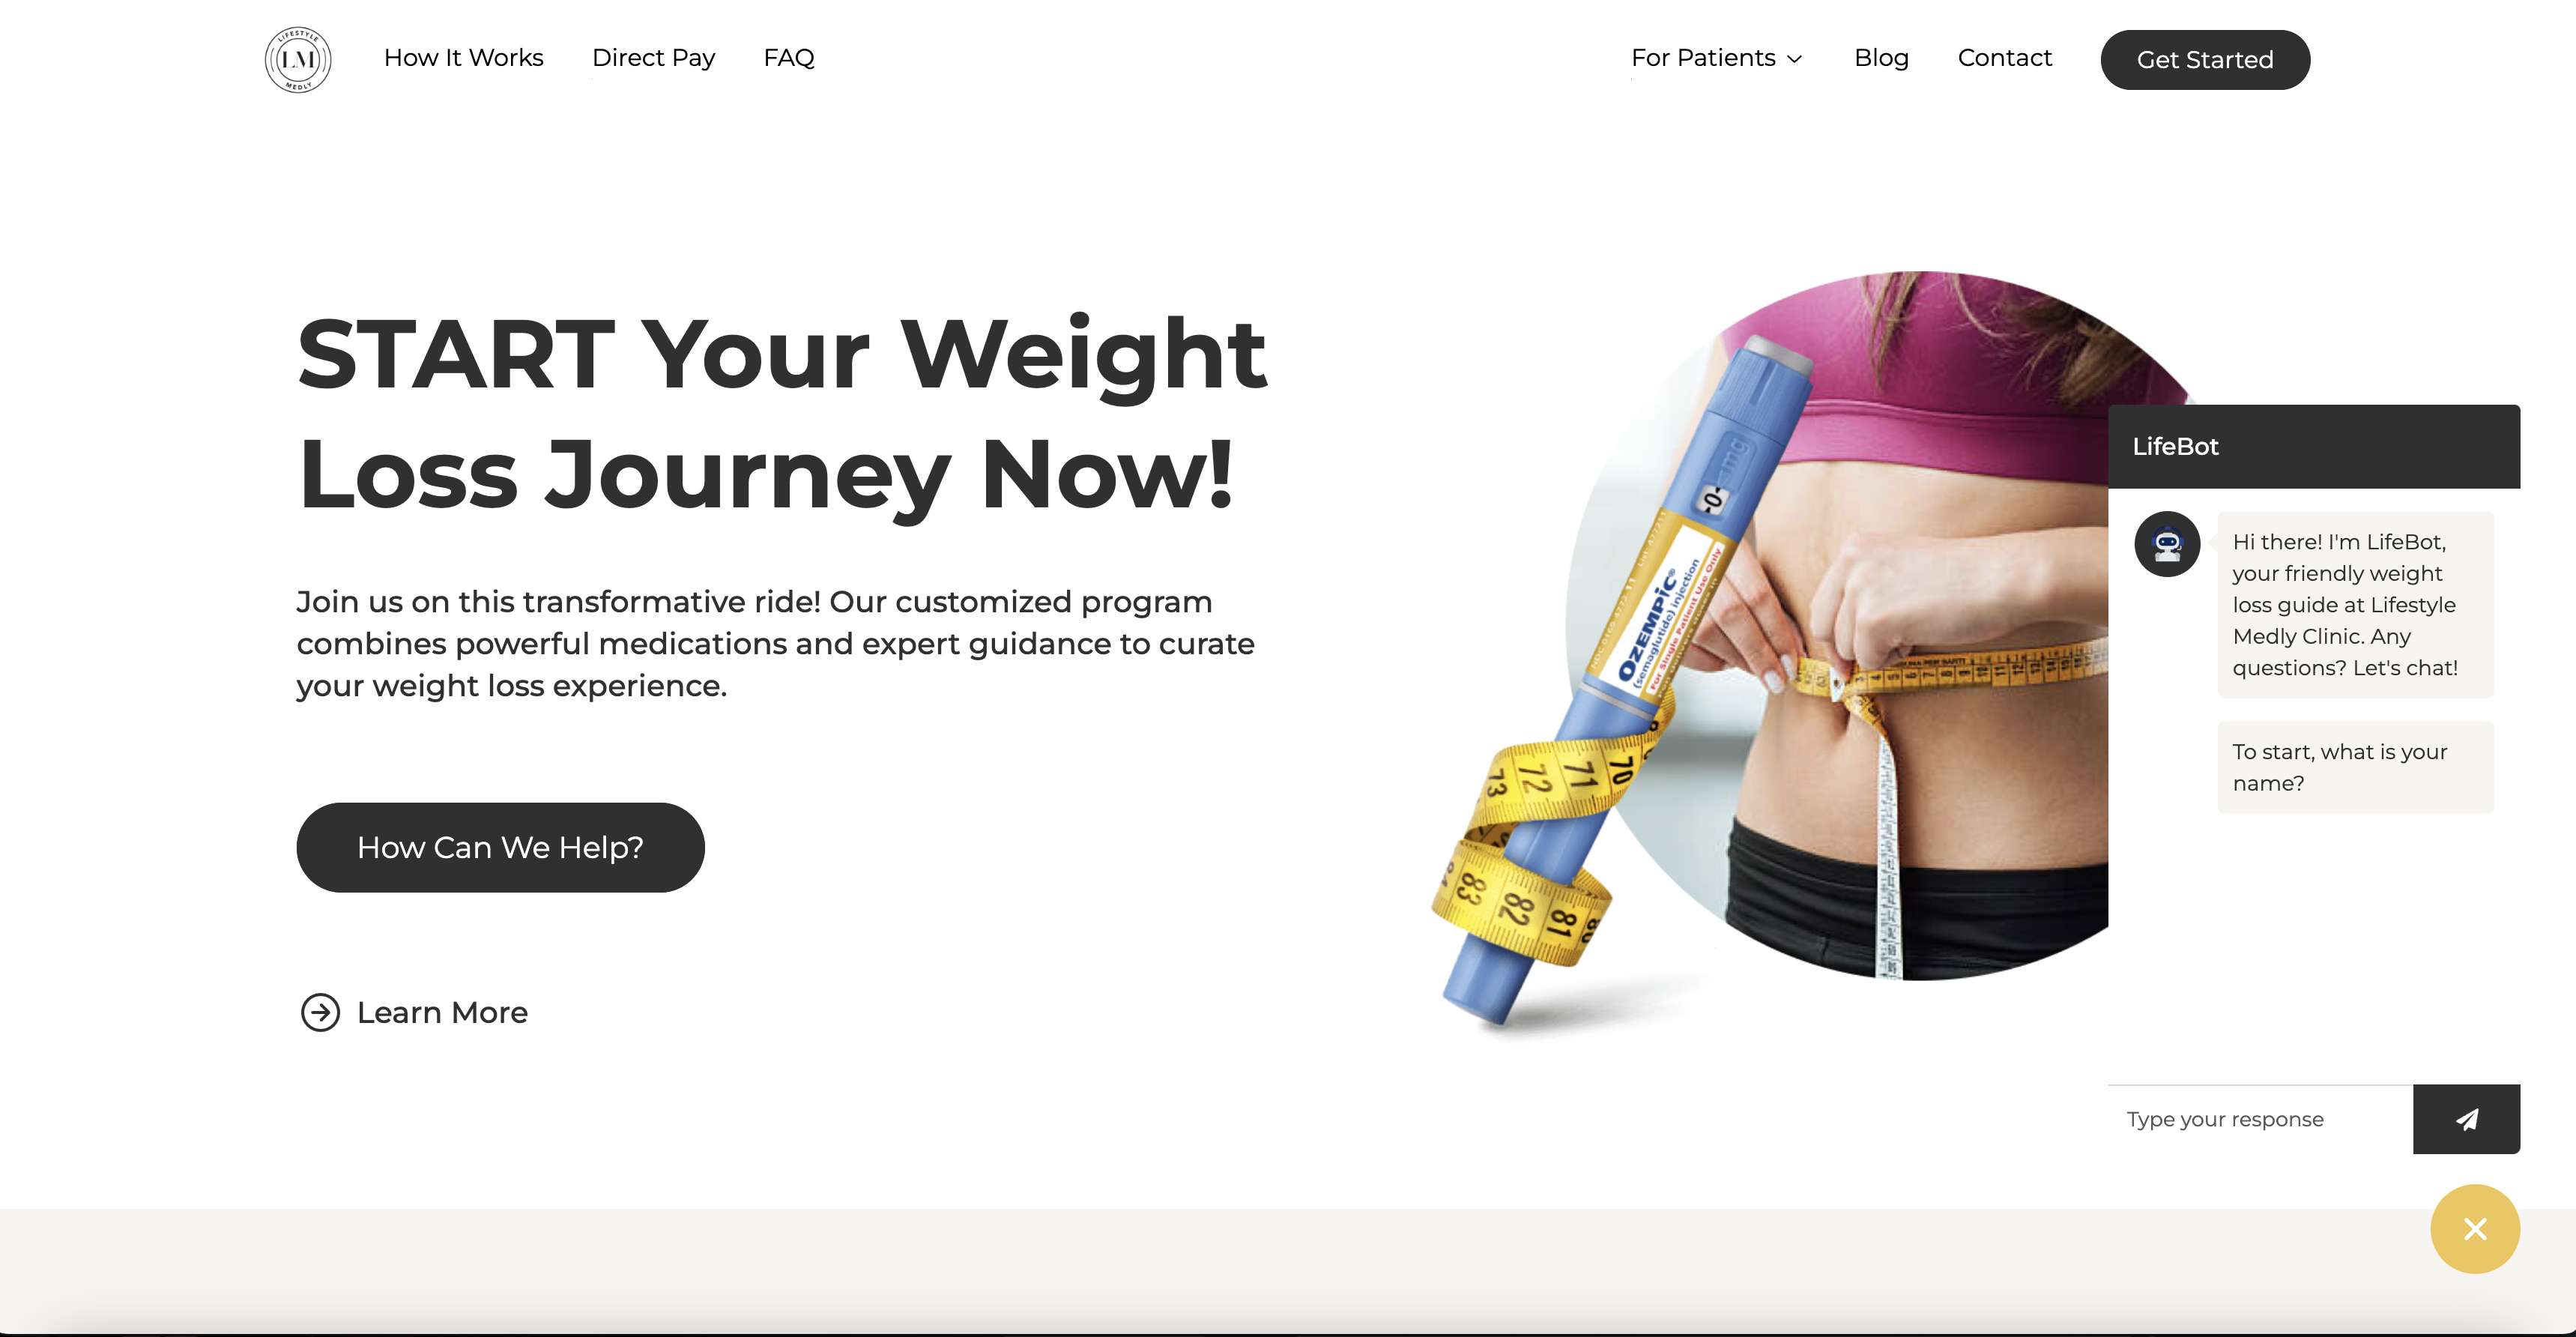 LIFESTYLE
LM
MEDLY
How It Works
Direct Pay
FAQ
For Patients
Blog
Contact
Get Started
START Your Weight
Loss Journey Now!
Join us on this transformative ride! Our customized program
combines powerful medications and expert guidance to curate
your weight loss experience.
How Can We Help?
Learn More
mg
-0-
OZEMPIC®
(semaglutide) injection
For Single Patient Use Only
73 72 71 70
84 83 82 81 80
LifeBot
Hi there! I'm LifeBot,
your friendly weight
loss guide at Lifestyle
Medly Clinic. Any
questions? Let's chat!
To start, what is your
name?
Type your response